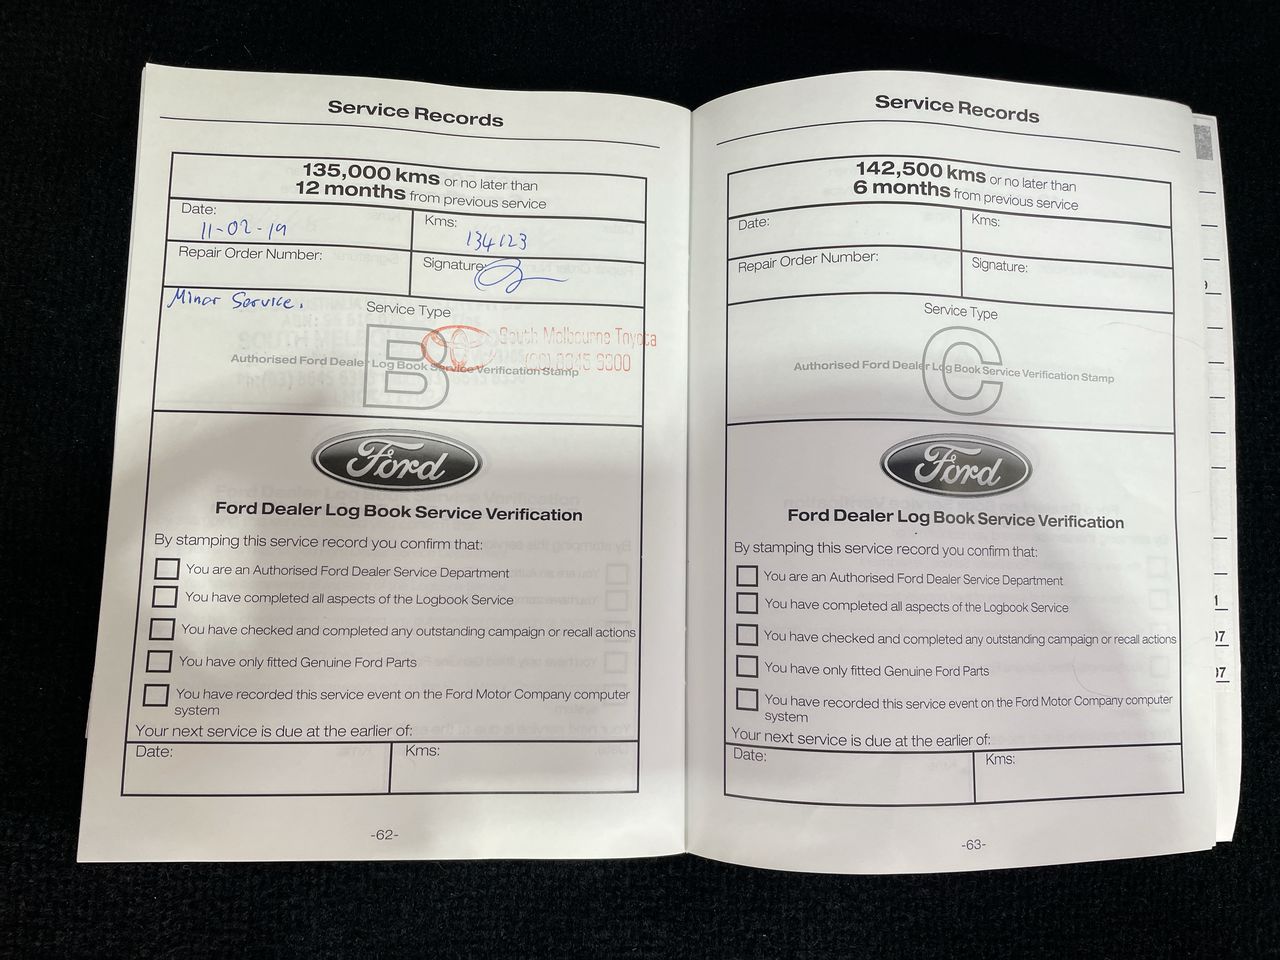 Service Records
135,000 kms or no later than
12 months from previous service
Date:
11-02-19
Kms:
134123
Repair Order Number:
Signature:
Minor Service.
Service Type
B
South Melbourne Toyota
Authorised Ford Dealer Log Book Service Verification Stamp
Ford
Ford Dealer Log Book Service Verification
By stamping this service record you confirm that:
You are an Authorised Ford Dealer Service Department
You have completed all aspects of the Logbook Service
You have checked and completed any outstanding campaign or recall actions
You have only fitted Genuine Ford Parts
You have recorded this service event on the Ford Motor Company computer
system
Your next service is due at the earlier of:
Date:
Kms:
-62-
Service Records
142,500 kms or no later than
6 months from previous service
Date:
Kms:
Repair Order Number:
Signature:
Service Type
C
Authorised Ford Dealer Log Book Service Verification Stamp
Ford
Ford Dealer Log Book Service Verification
By stamping this service record you confirm that:
You are an Authorised Ford Dealer Service Department
You have completed all aspects of the Logbook Service
You have checked and completed any outstanding campaign or recall actions
You have only fitted Genuine Ford Parts
You have recorded this service event on the Ford Motor Company computer
system
Your next service is due at the earlier of:
Date:
Kms:
-63-